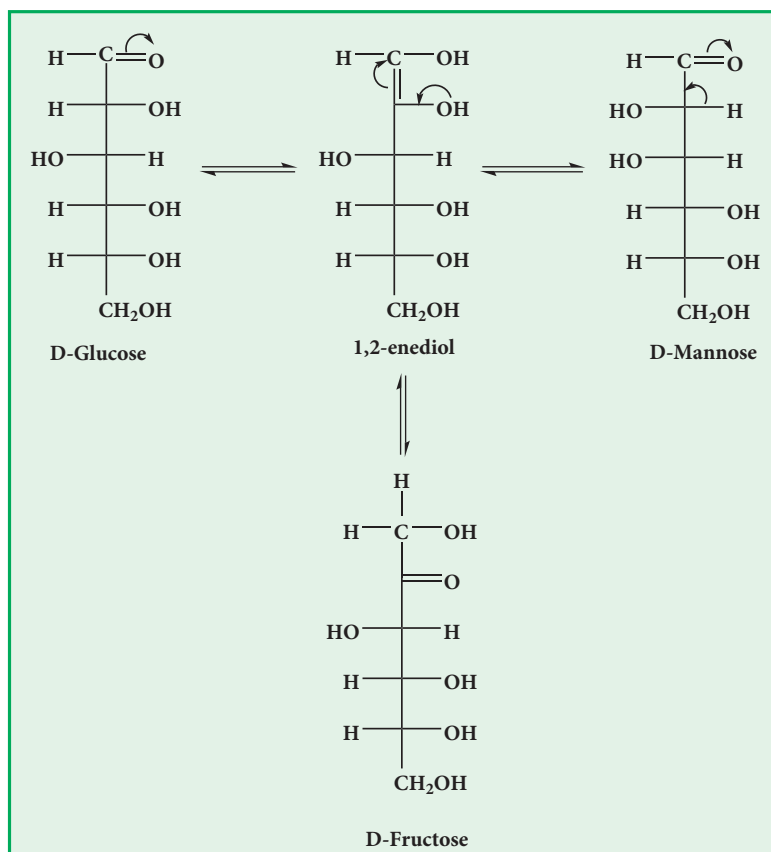 H C O
H OH
HO H
H OH
H OH
CH₂OH
D-Glucose
H C OH
OH
HO H
H OH
H OH
CH₂OH
1,2-enediol
H C O
HO H
HO H
H OH
H OH
CH₂OH
D-Mannose
H
H C OH
O
HO H
H OH
H OH
CH₂OH
D-Fructose